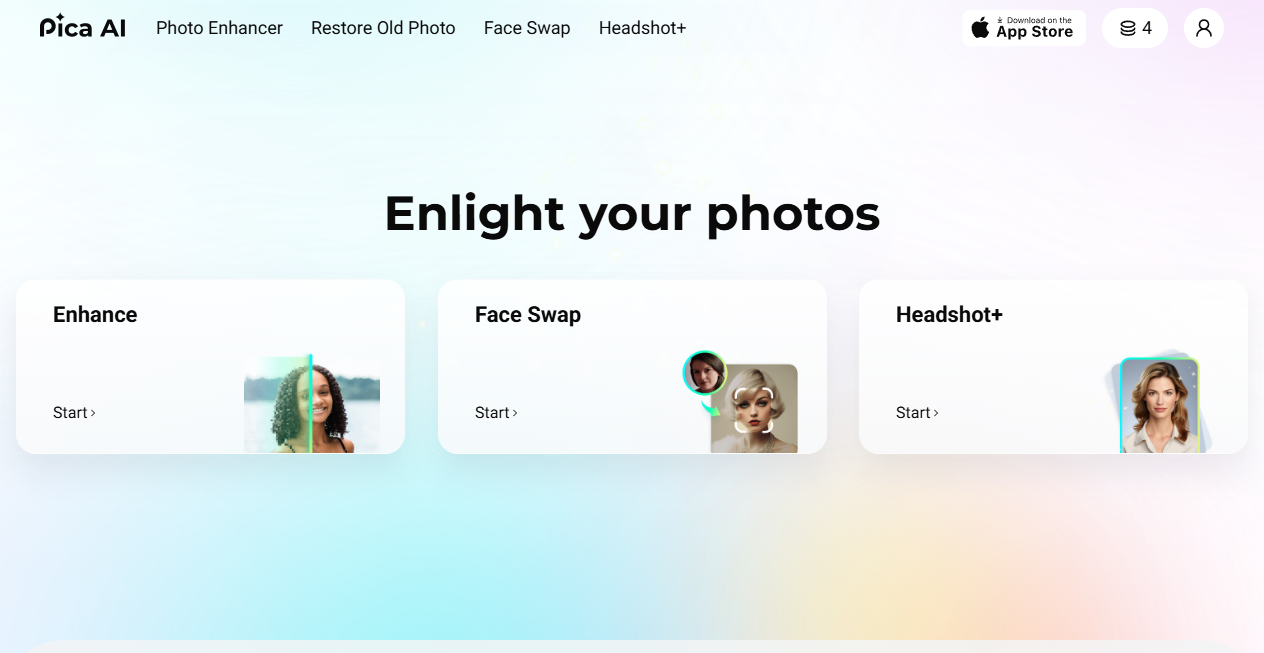 Pica AI
Photo Enhancer
Restore Old Photo
Face Swap
Headshot+
Download on the
App Store
4
Enlight your photos
Enhance
Start
Face Swap
Start
Headshot+
Start